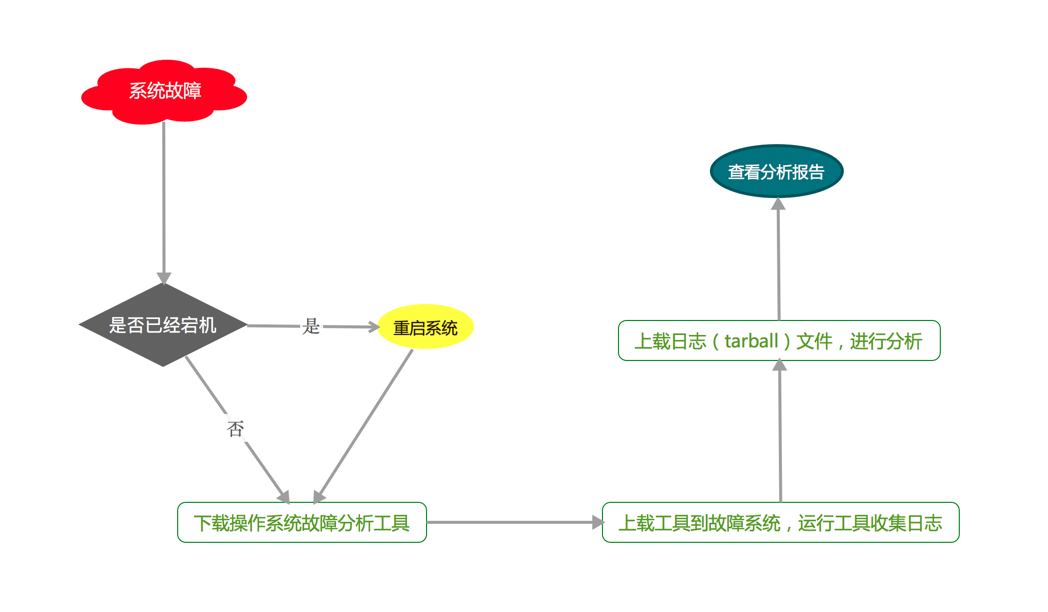 系统故障
是否已经宕机
是
重启系统
否
下载操作系统故障分析工具
上载工具到故障系统，运行工具收集日志
上载日志（tarball）文件，进行分析
查看分析报告